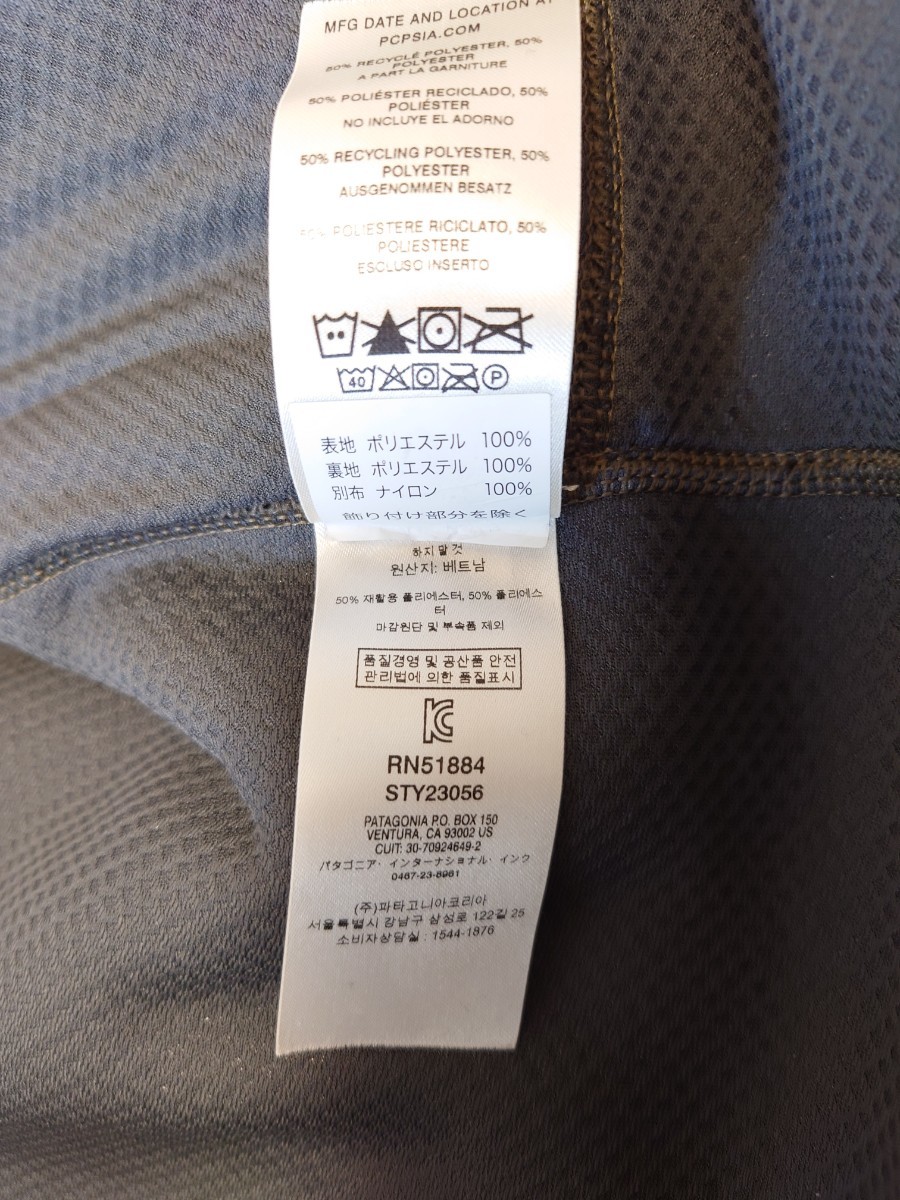 MFG DATE AND LOCATION AT
PCPSIA.COM
50% RECYCLÉ POLYESTER, 50%
POLYESTER
A PART LA GARNITURE
50% POLIÉSTER RECICLADO, 50%
POLIÉSTER
NO INCLUYE EL ADORNO
50% RECYCLING POLYESTER, 50%
POLYESTER
AUSGENOMMEN BESATZ
50% POLIESTERE RICICLATO, 50%
POLIESTERE
ESCLUSO INSERTO
40 P
表地 ポリエステル 100%
裏地 ポリエステル 100%
別布 ナイロン 100%
飾り付け部分を除く
하지말것
원산지: 베트남
50% 재활용 폴리에스터, 50% 폴리에스
터
마감원단 및 부속품 제외
품질경영 및 공산품 안전
관리법에 의한 품질표시
KC
RN51884
STY23056
PATAGONIA P.O. BOX 150
VENTURA, CA 93002 US
CUIT: 30-70924649-2
パタゴニア・インターナショナル・インク
0467-23-8961
(주)파타고니아코리아
서울특별시 강남구 삼성로 122길 25
소비자상담실 : 1544-1876